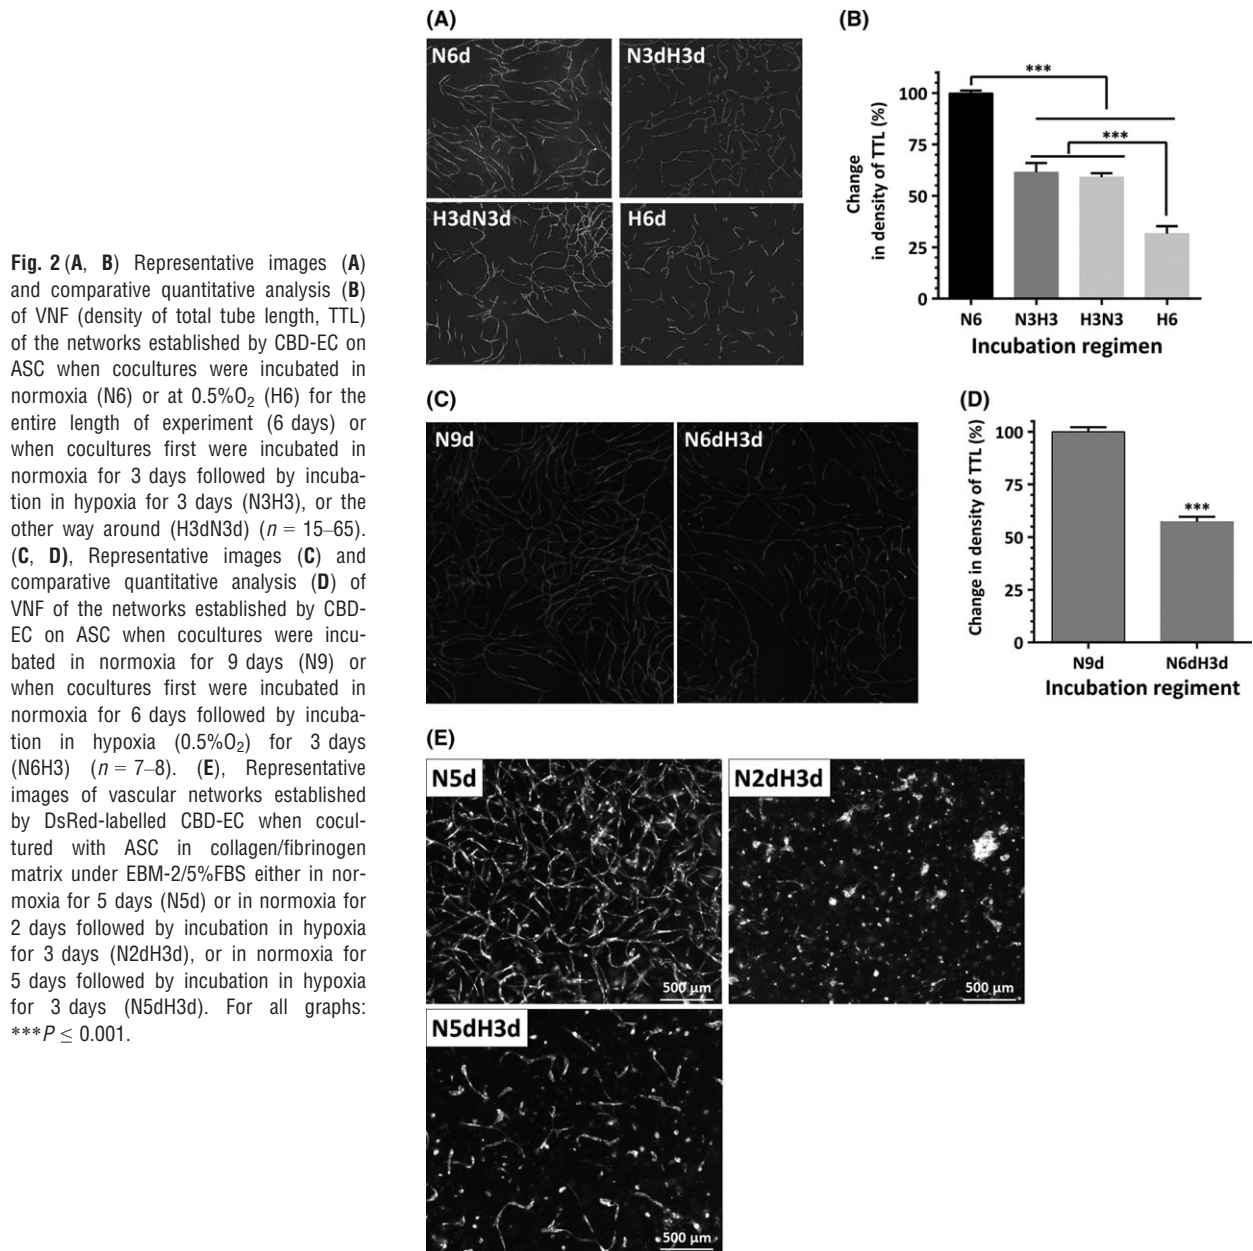 Fig. 2 (A, B) Representative images (A)
and comparative quantitative analysis (B)
of VNF (density of total tube length, TTL)
of the networks established by CBD-EC on
ASC when cocultures were incubated in
normoxia (N6) or at 0.5%O₂ (H6) for the
entire length of experiment (6 days) or
when cocultures first were incubated in
normoxia for 3 days followed by incuba-
tion in hypoxia for 3 days (N3H3), or the
other way around (H3dN3d) (n = 15–65).
(C, D), Representative images (C) and
comparative quantitative analysis (D) of
VNF of the networks established by CBD-
EC on ASC when cocultures were incu-
bated in normoxia for 9 days (N9) or
when cocultures first were incubated in
normoxia for 6 days followed by incuba-
tion in hypoxia (0.5%O₂) for 3 days
(N6H3) (n = 7–8). (E), Representative
images of vascular networks established
by DsRed-labelled CBD-EC when cocul-
tured with ASC in collagen/fibrinogen
matrix under EBM-2/5%FBS either in nor-
moxia for 5 days (N5d) or in normoxia for
2 days followed by incubation in hypoxia
for 3 days (N2dH3d), or in normoxia for
5 days followed by incubation in hypoxia
for 3 days (N5dH3d). For all graphs:
***P ≤ 0.001.
(A)
N6d
N3dH3d
H3dN3d
H6d
(B)
Change
in density of TTL (%)
100
75
50
25
0
***
***
N6
N3H3
H3N3
H6
Incubation regimen
(C)
N9d
N6dH3d
(D)
Change in density of TTL (%)
100
75
50
25
0
***
N9d
N6dH3d
Incubation regiment
(E)
N5d
500 μm
N2dH3d
500 μm
N5dH3d
500 μm